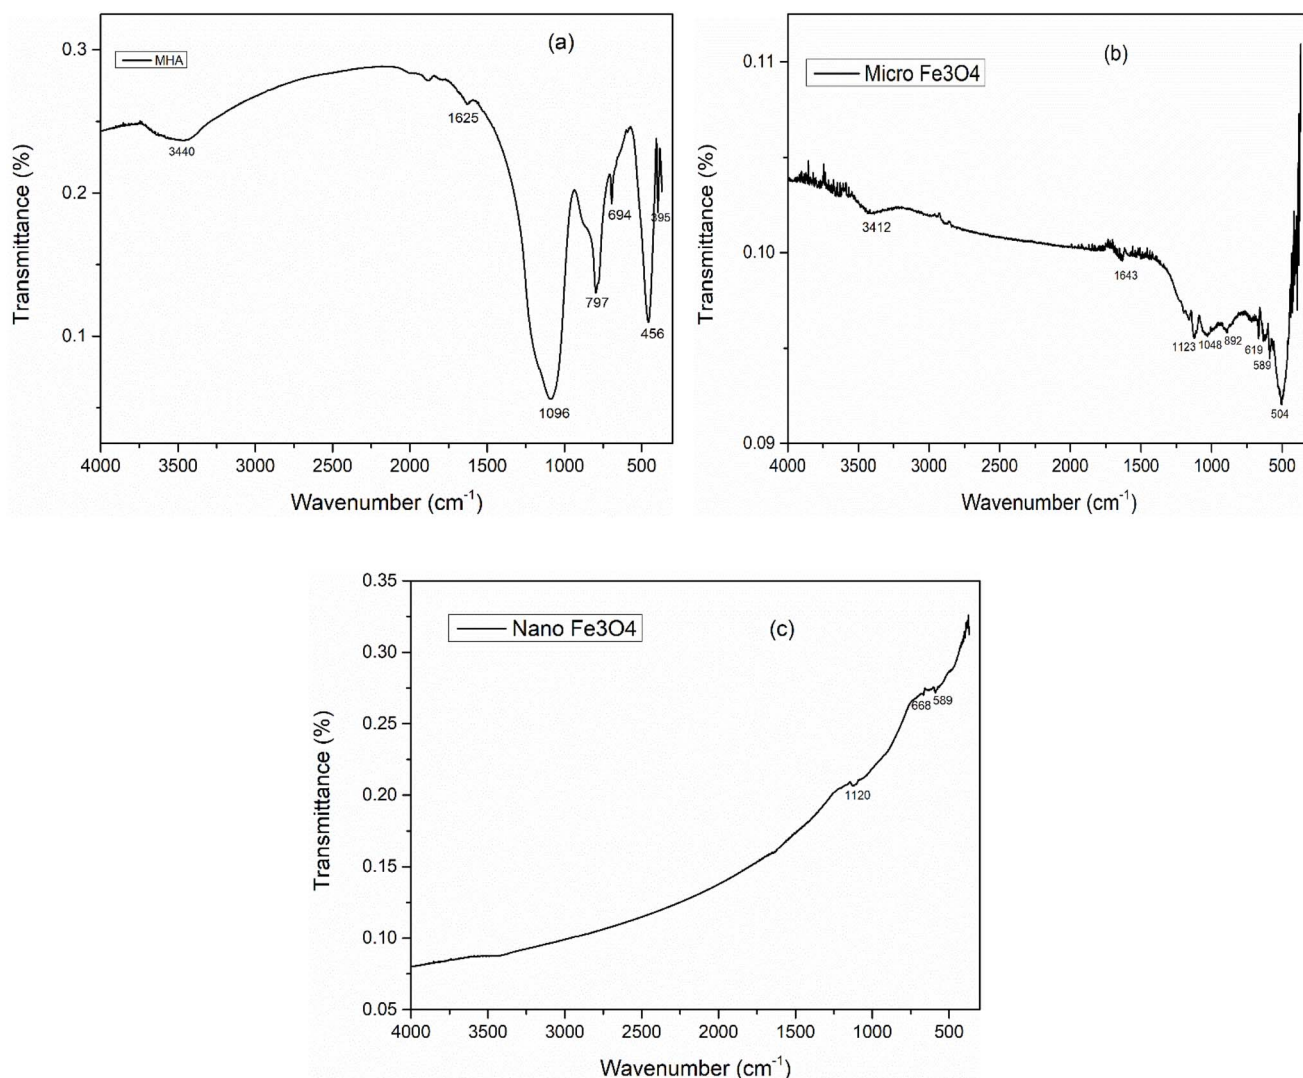 (a)
MHA
0.3
0.2
0.1
Transmittance (%)
3440
1625
1096
797
694
456
395
4000 3500 3000 2500 2000 1500 1000 500
Wavenumber (cm-1)
(b)
Micro Fe3O4
0.11
0.10
0.09
Transmittance (%)
3412
1643
1123
1048
892
619
589
504
4000 3500 3000 2500 2000 1500 1000 500
Wavenumber (cm-1)
(c)
Nano Fe3O4
0.35
0.30
0.25
0.20
0.15
0.10
0.05
Transmittance (%)
1120
668
589
4000 3500 3000 2500 2000 1500 1000 500
Wavenumber (cm-1)